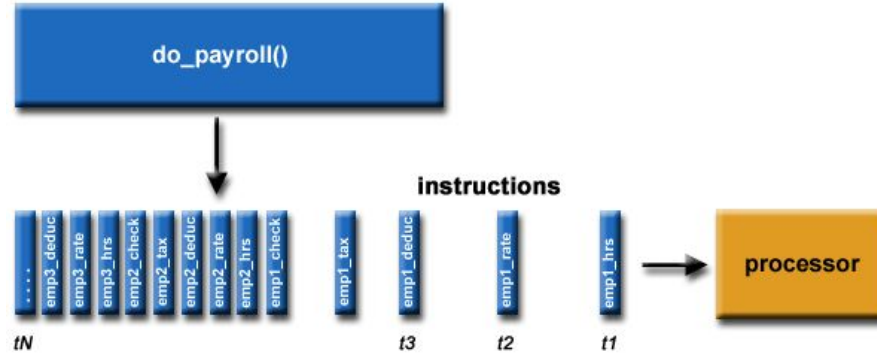 do_payroll()
instructions
....
emp3_deduc
emp3_rate
emp3_hrs
emp2_check
emp2_tax
emp2_deduc
emp2_rate
emp2_hrs
emp1_check
emp1_tax
emp1_deduc
emp1_rate
emp1_hrs
processor
tN t3 t2 t1